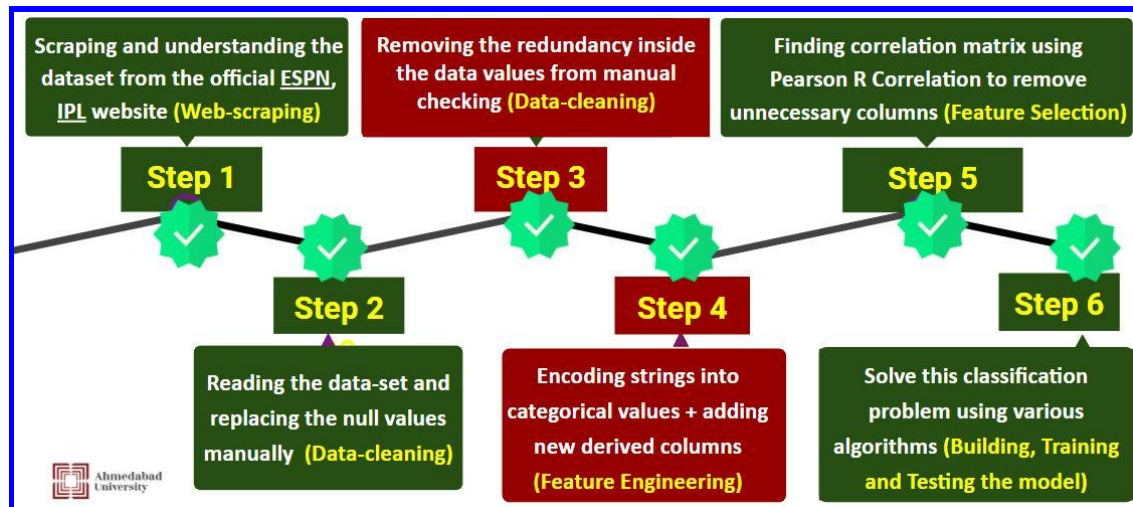 Scraping and understanding the
dataset from the official ESPN,
IPL website (Web-scraping)
Step 1
Step 2
Reading the data-set and
replacing the null values
manually (Data-cleaning)
Removing the redundancy inside
the data values from manual
checking (Data-cleaning)
Step 3
Step 4
Encoding strings into
categorical values + adding
new derived columns
(Feature Engineering)
Finding correlation matrix using
Pearson R Correlation to remove
unnecessary columns (Feature Selection)
Step 5
Step 6
Solve this classification
problem using various
algorithms (Building, Training
and Testing the model)
Ahmedabad
University